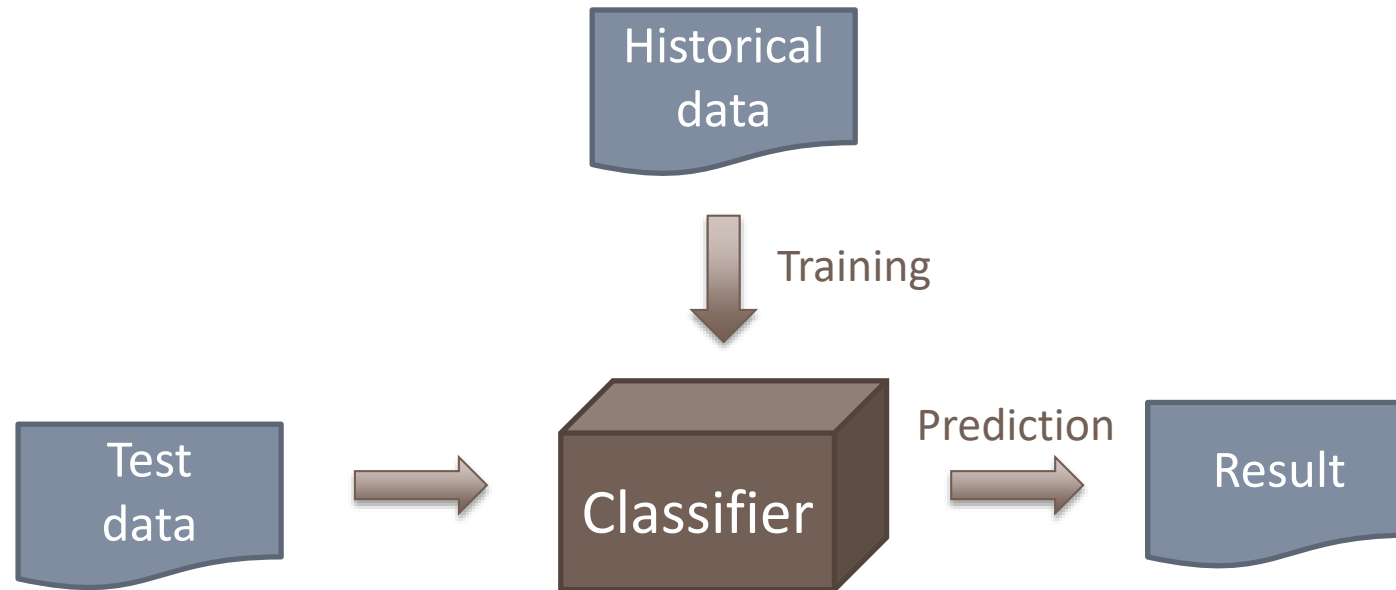 Historical
data
Training
Test
data
Classifier
Prediction
Result